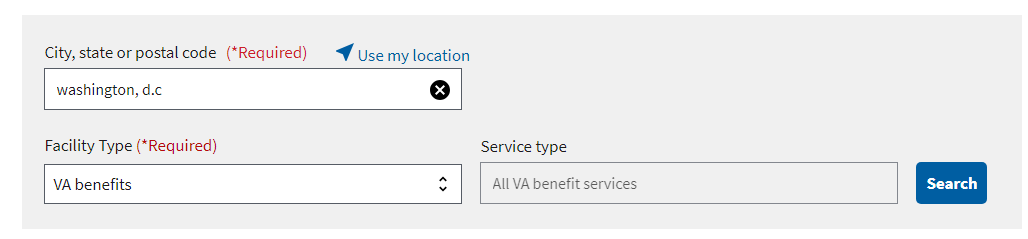 City, state or postal code (*Required) Use my location
washington, d.c
Facility Type (*Required)
Service type
VA benefits
All VA benefit services
Search